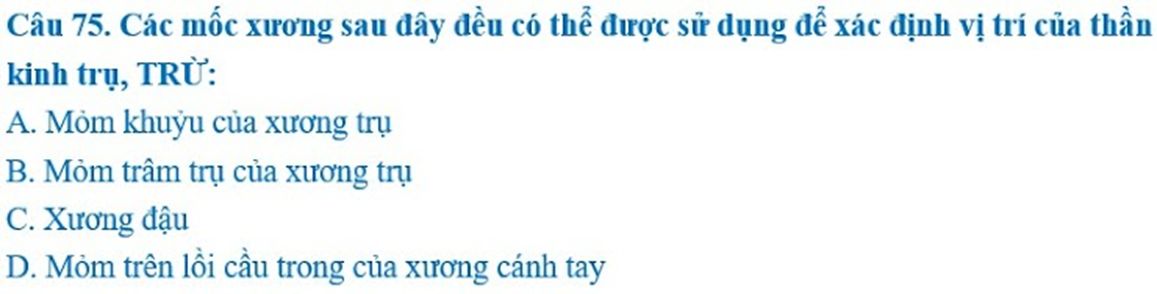 Câu 75. Các mốc xương sau đây đều có thể được sử dụng để xác định vị trí của thần
kinh trụ, TRỪ:
A. Mỏm khuỷu của xương trụ
B. Mỏm trâm trụ của xương trụ
C. Xương đậu
D. Mỏm trên lồi cầu trong của xương cánh tay